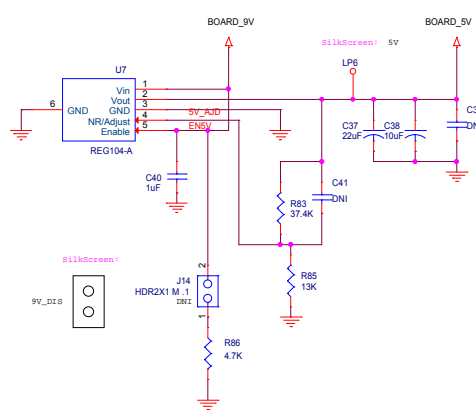 BOARD_9V
BOARD_5V
SilkScreen: 5V
U7
LP6
6
GND
Vin
Vout
GND
NR/Adjust
Enable
1
2
3
4
5
5V_AJD
EN5V
REG104-A
C37
22uF
C38
10uF
C3
DN
C40
1uF
C41
DNI
R83
37.4K
SilkScreen:
9V_DIS
2
J14
HDR2X1 M .1
DNI
1
R85
13K
R86
4.7K